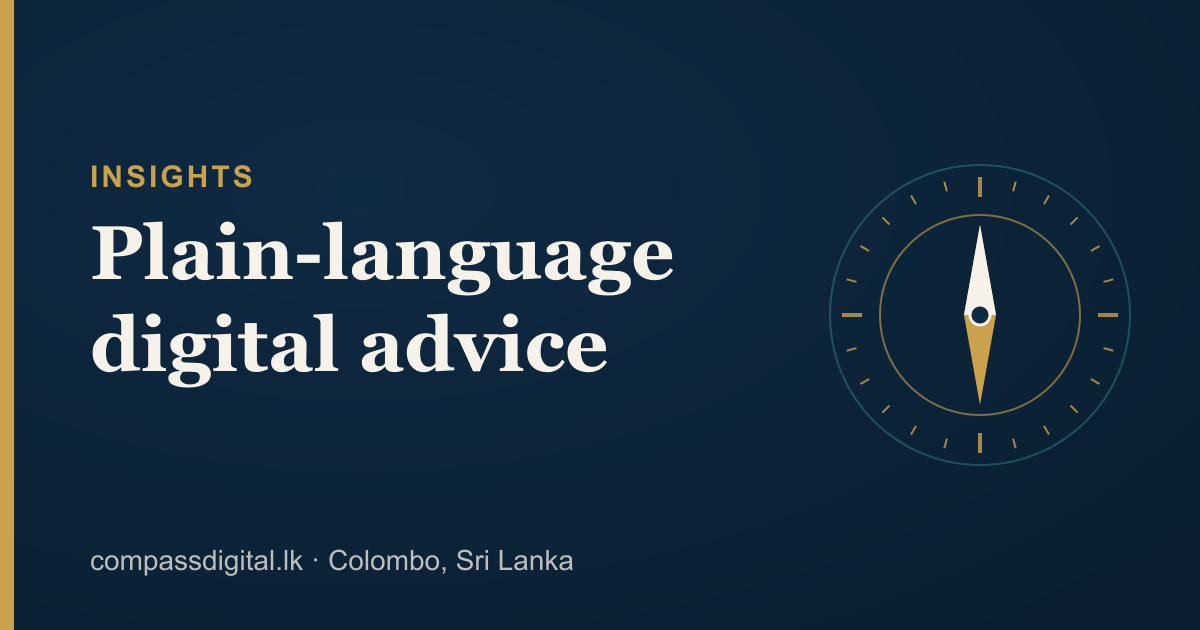 INSIGHTS
Plain-language
digital advice
compassdigital.lk · Colombo, Sri Lanka